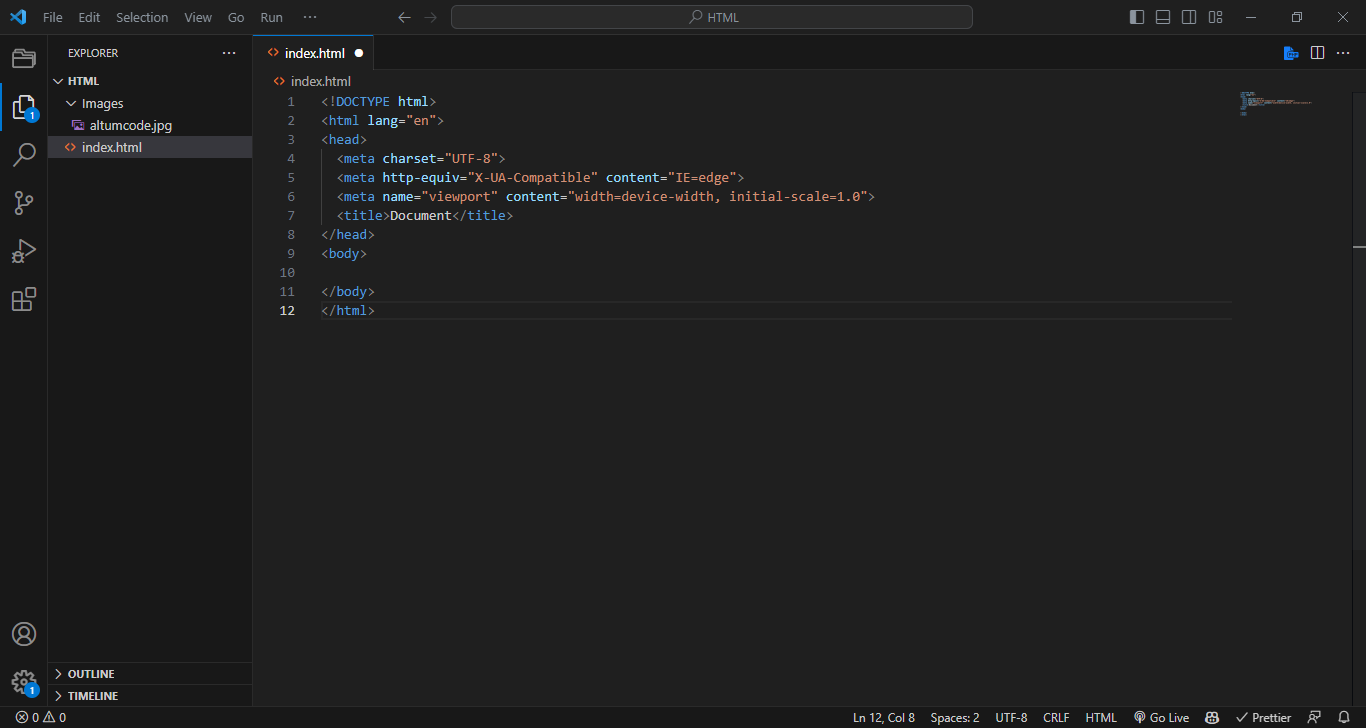 File Edit Selection View Go Run ···
HTML
EXPLORER ···
HTML
Images
altumcode.jpg
index.html
OUTLINE
TIMELINE
index.html
index.html
1 <!DOCTYPE html>
2 <html lang="en">
3 <head>
4 <meta charset="UTF-8">
5 <meta http-equiv="X-UA-Compatible" content="IE=edge">
6 <meta name="viewport" content="width=device-width, initial-scale=1.0">
7 <title>Document</title>
8 </head>
9 <body>
10
11 </body>
12 </html>
1
1
0 0
Ln 12, Col 8 Spaces: 2 UTF-8 CRLF HTML Go Live Prettier